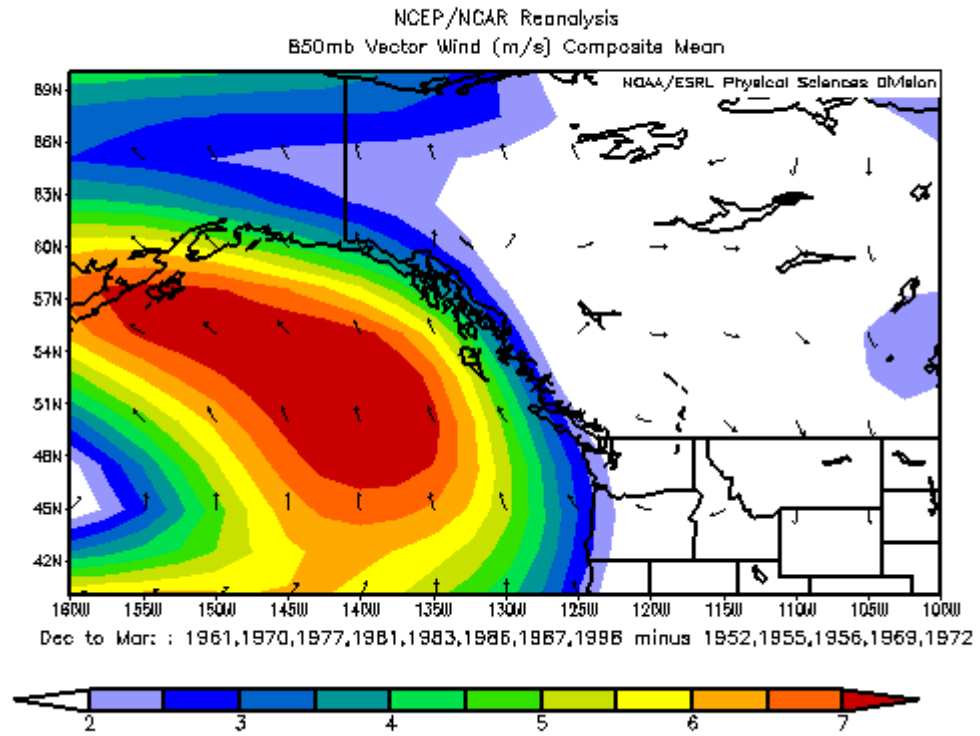 NCEP/NCAR Reanalysis
850mb Vector Wind (m/s) Composite Mean
NOAA/ESRL Physical Sciences Division
69N
66N
63N
60N
57N
54N
51N
48N
45N
42N
160W 155W 150W 145W 140W 135W 130W 125W 120W 115W 110W 105W 100W
Dec to Mar: : 1961,1970,1977,1981,1983,1986,1987,1998 minus 1952,1955,1956,1969,1972
2 3 4 5 6 7